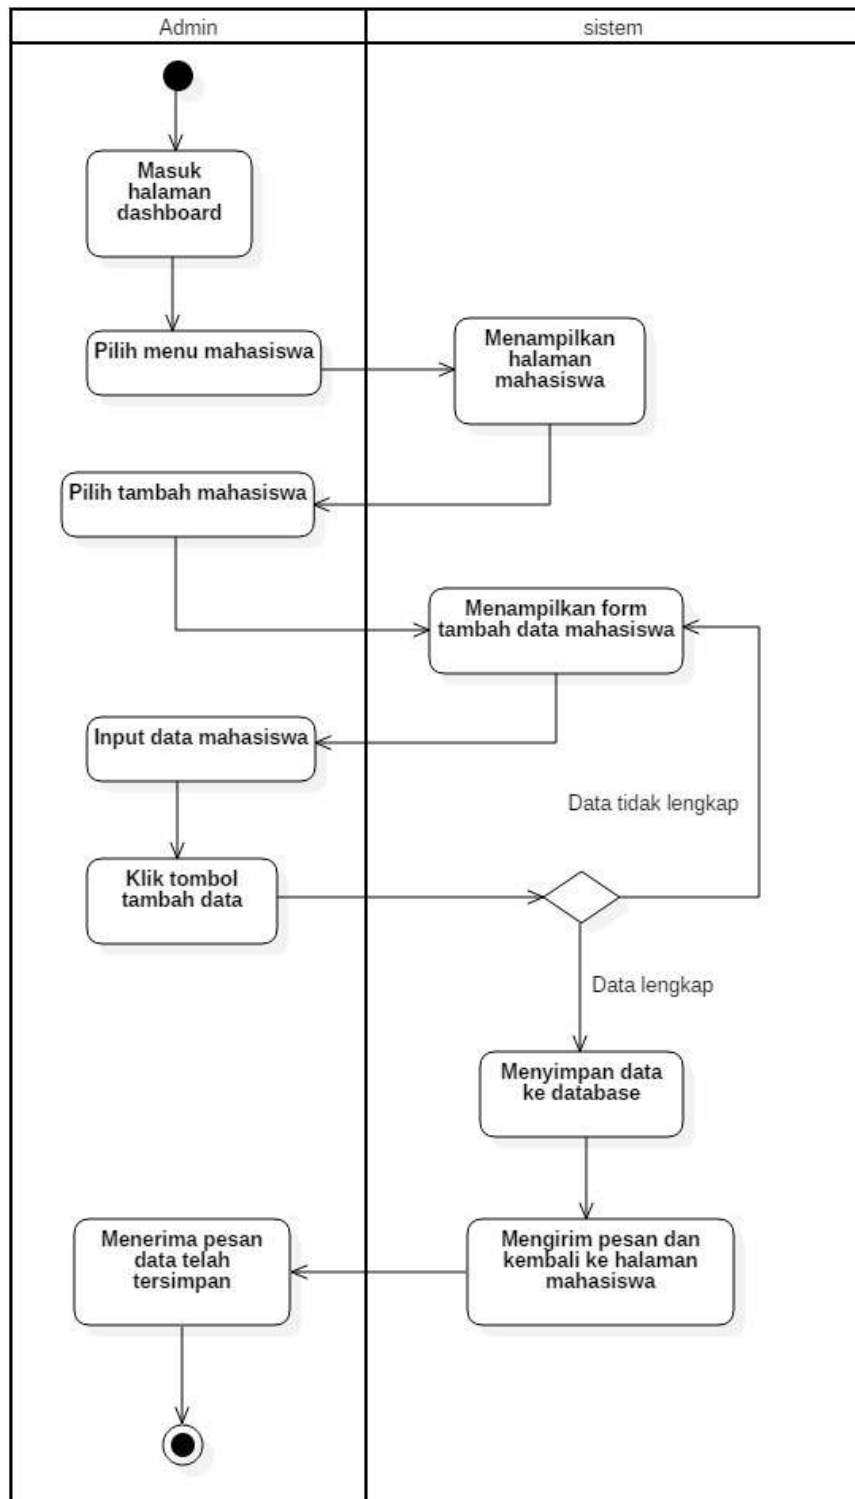 Admin
sistem
Masuk
halaman
dashboard
Pilih menu mahasiswa
Menampilkan
halaman
mahasiswa
Pilih tambah mahasiswa
Menampilkan form
tambah data mahasiswa
Input data mahasiswa
Data tidak lengkap
Klik tombol
tambah data
Data lengkap
Menyimpan data
ke database
Menerima pesan
data telah
tersimpan
Mengirim pesan dan
kembali ke halaman
mahasiswa